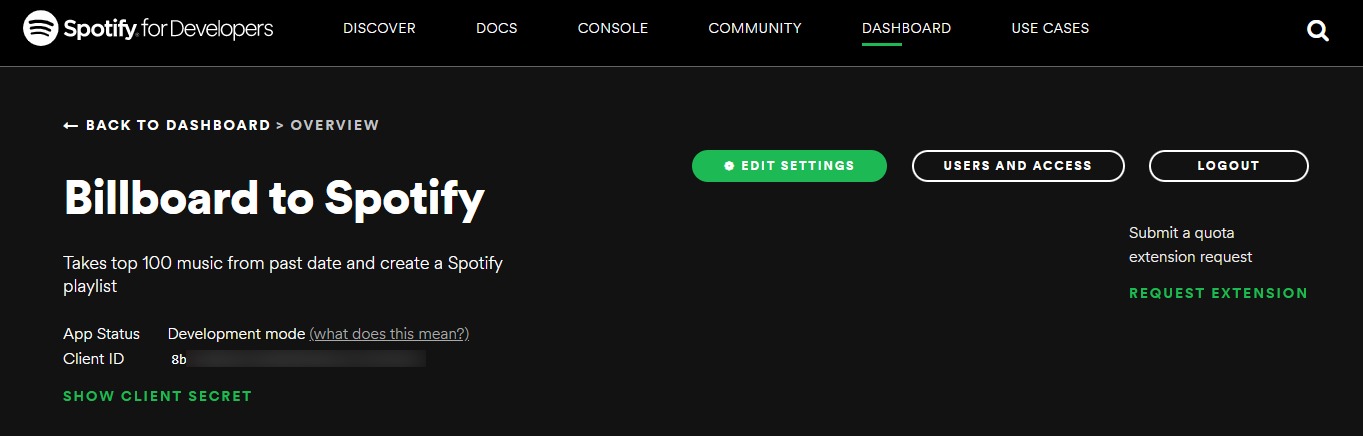 Spotify for Developers
DISCOVER
DOCS
CONSOLE
COMMUNITY
DASHBOARD
USE CASES
← BACK TO DASHBOARD > OVERVIEW
EDIT SETTINGS
USERS AND ACCESS
LOGOUT
Billboard to Spotify
Takes top 100 music from past date and create a Spotify
playlist
Submit a quota
extension request
REQUEST EXTENSION
App Status Development mode (what does this mean?)
Client ID 8b
SHOW CLIENT SECRET